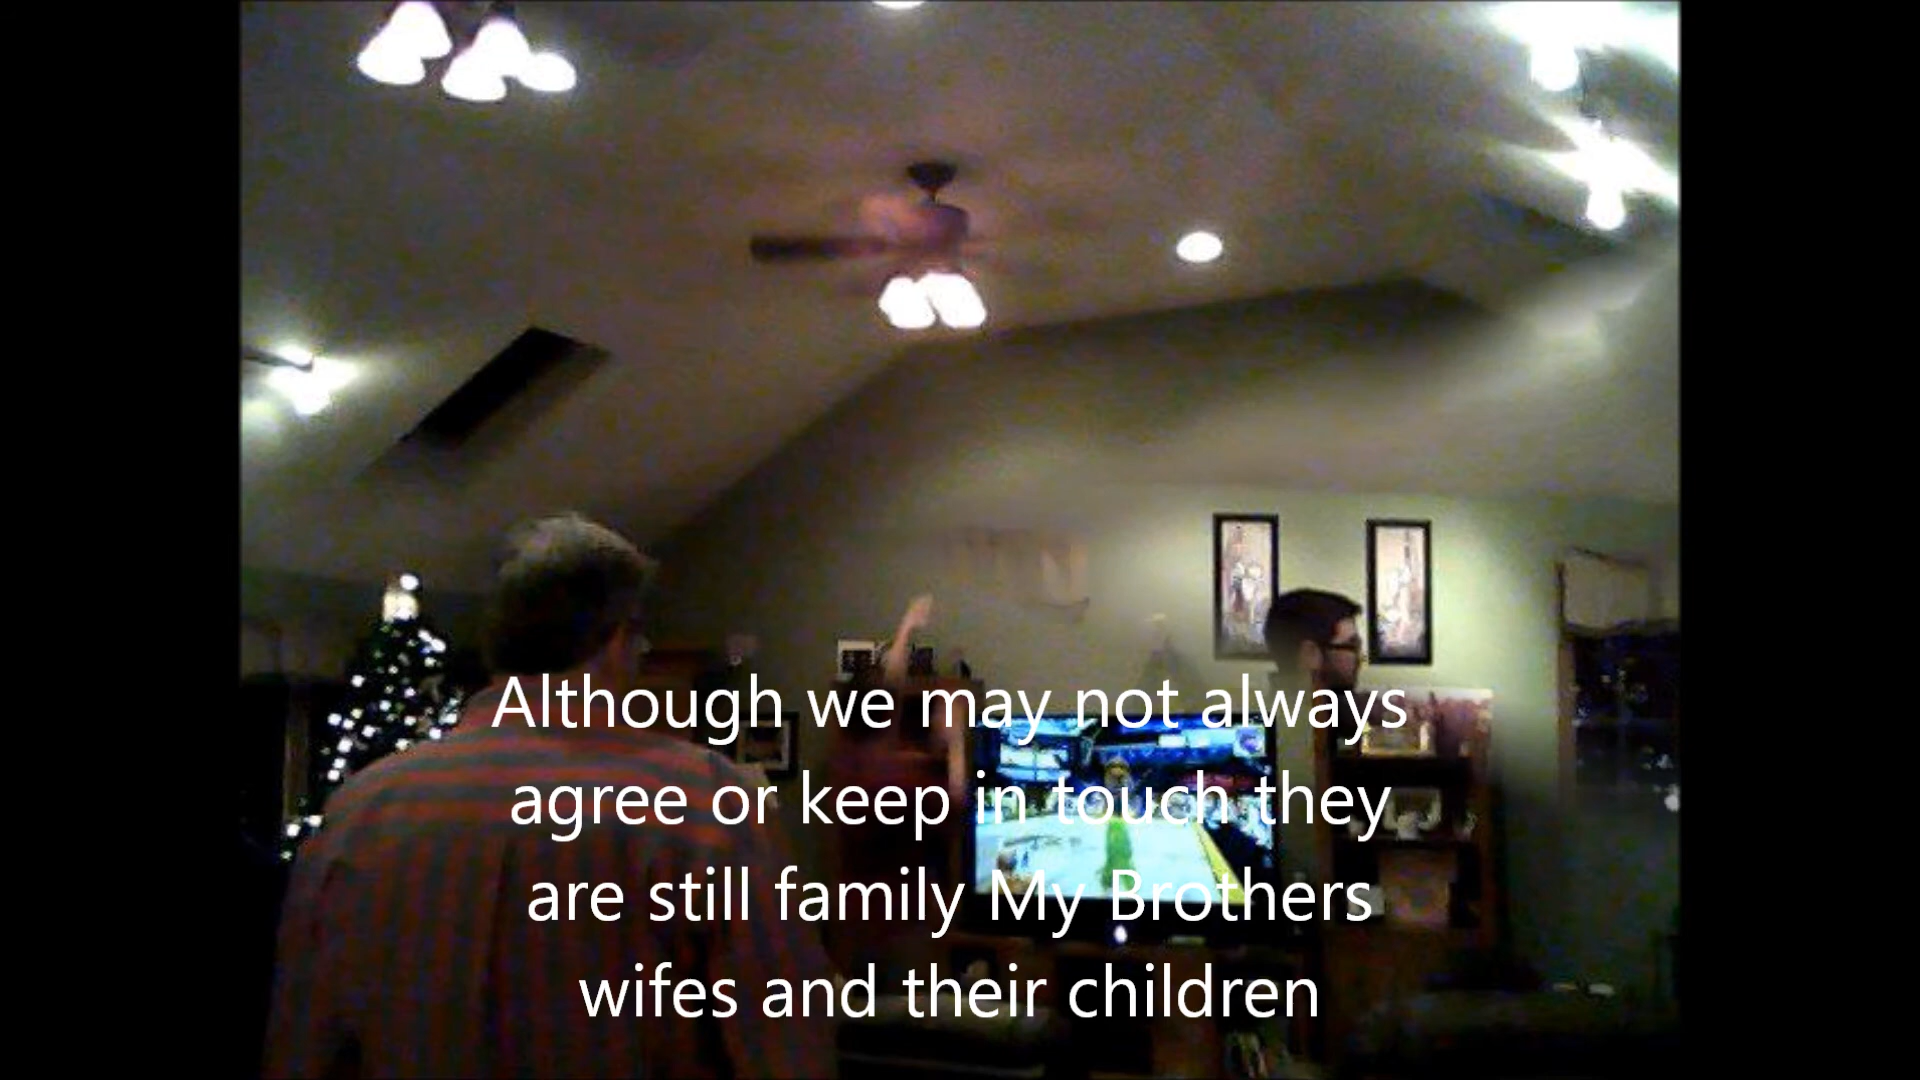 Although we may not always
agree or keep in touch they
are still family My Brothers
wifes and their children